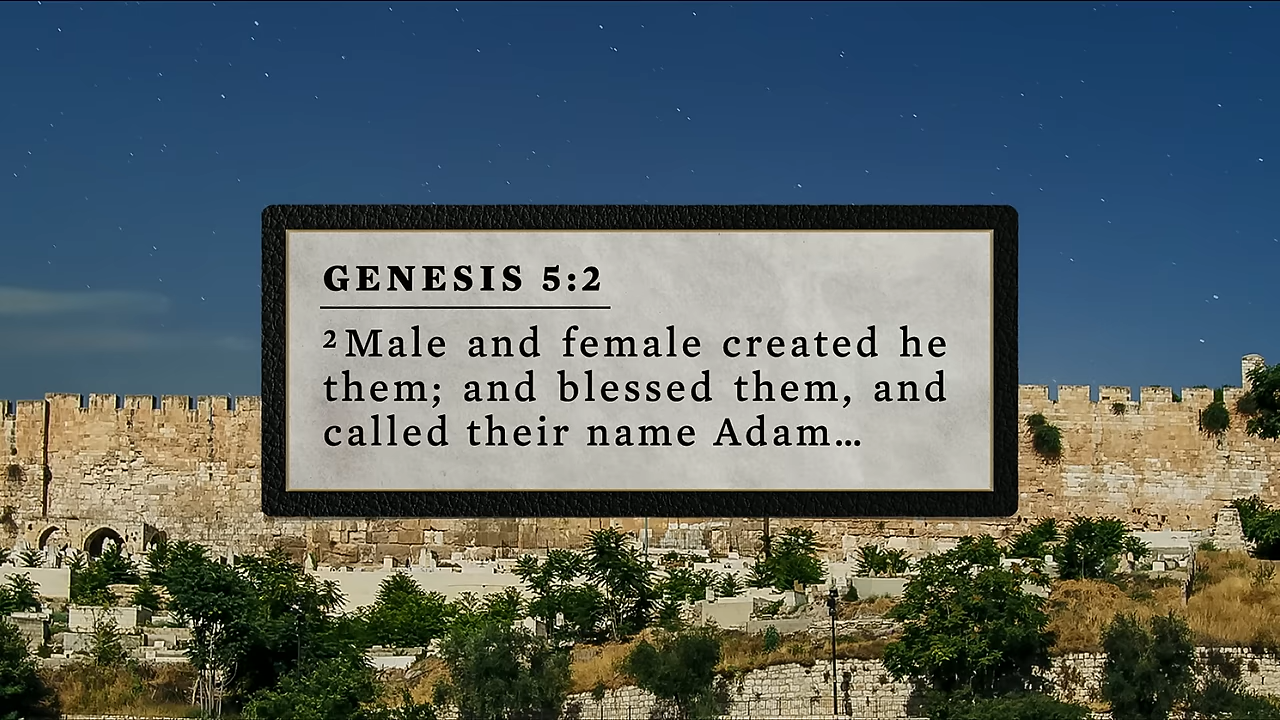 GENESIS 5:2
²Male and female created he
them; and blessed them, and
called their name Adam…